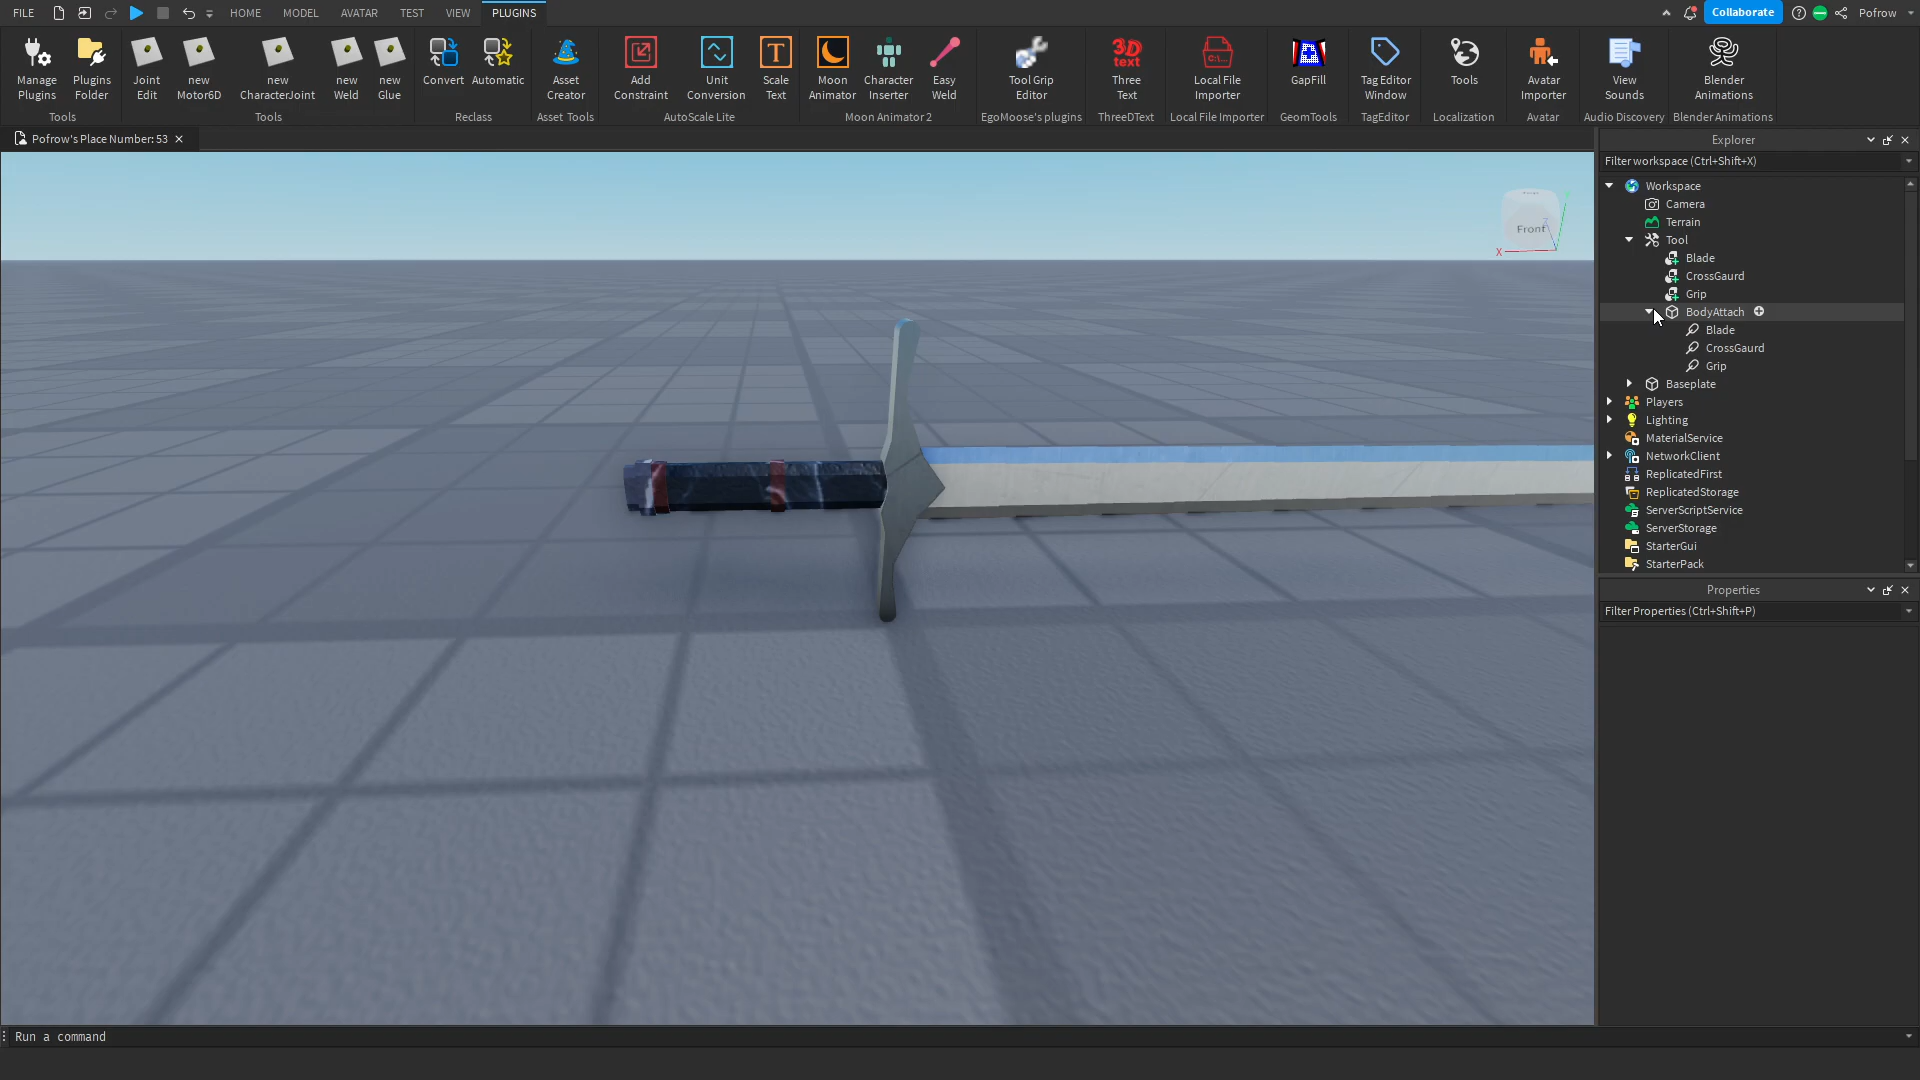 FILE HOME MODEL AVATAR TEST VIEW PLUGINS Collaborate Pofrow
Manage Plugins
Plugins Folder
Tools
Joint Edit
new Motor6D
new CharacterJoint
new Weld
new Glue
Tools
Convert
Automatic
Reclass
Asset Creator
Asset Tools
Add Constraint
Unit Conversion
Scale Text
AutoScale Lite
Moon Animator
Character Inserter
Easy Weld
Moon Animator 2
Tool Grip Editor
EgoMoose's plugins
3D text
Three Text
ThreeDText
C:\...
Local File Importer
Local File Importer
GapFill
GeomTools
Tag Editor Window
TagEditor
Tools
Localization
Avatar Importer
Avatar
View Sounds
Audio Discovery
Blender Animations
Blender Animations
Pofrow's Place Number: 53
Front
X
Z
Explorer
Filter workspace (Ctrl+Shift+X)
Workspace
Camera
Terrain
Tool
Blade
CrossGaurd
Grip
BodyAttach
Blade
CrossGaurd
Grip
Baseplate
Players
Lighting
MaterialService
NetworkClient
ReplicatedFirst
ReplicatedStorage
ServerScriptService
ServerStorage
StarterGui
StarterPack
Properties
Filter Properties (Ctrl+Shift+P)
Run a command